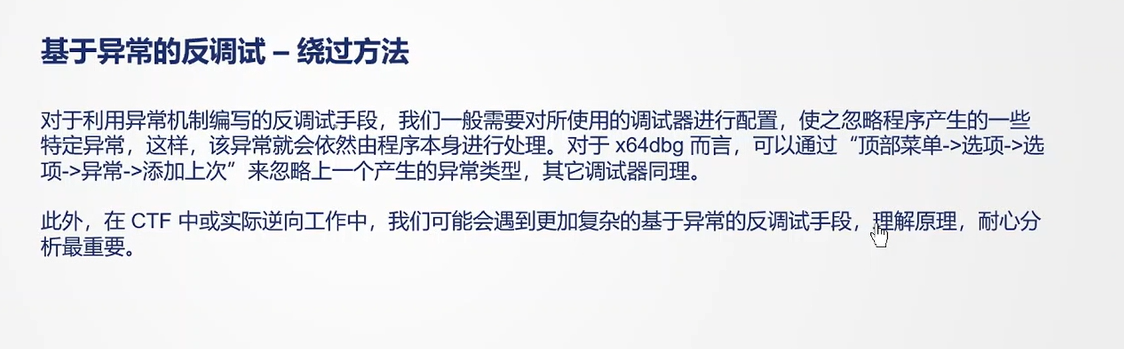 基于异常的反调试 – 绕过方法
对于利用异常机制编写的反调试手段，我们一般需要对所使用的调试器进行配置，使之忽略程序产生的一些
特定异常，这样，该异常就会依然由程序本身进行处理。对于 x64dbg 而言，可以通过“顶部菜单->选项->选
项->异常->添加上次”来忽略上一个产生的异常类型，其它调试器同理。
此外，在 CTF 中或实际逆向工作中，我们可能会遇到更加复杂的基于异常的反调试手段，理解原理，耐心分
析最重要。